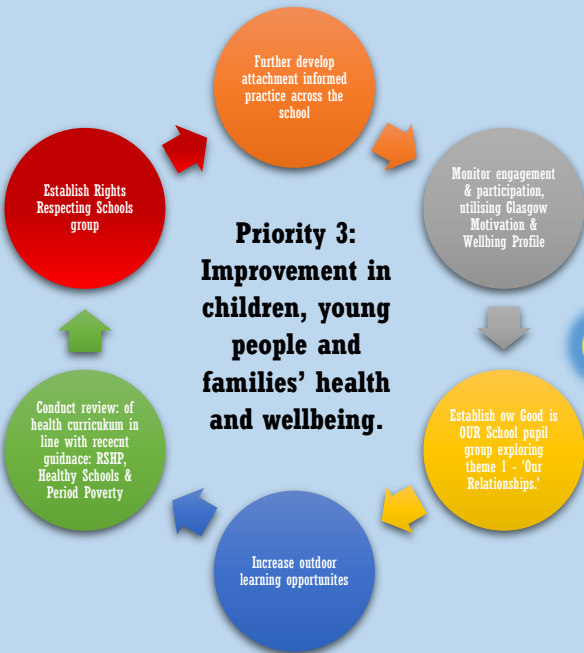 Further develop
attachment informed
practice across the
school
Monitor engagement
& participation,
utilising Glasgow
Motivation &
Wellbing Profile
Establish ow Good is
OUR School pupil
group exploring
theme 1 - 'Our
Relationships.'
Increase outdoor
learning opportunites
Conduct review: of
health currickukum in
line with rececnt
guidnace: RSHP,
Healthy Schools &
Period Poverty
Establish Rights
Respecting Schools
group
Priority 3:
Improvement in
children, young
people and
families’ health
and wellbeing.